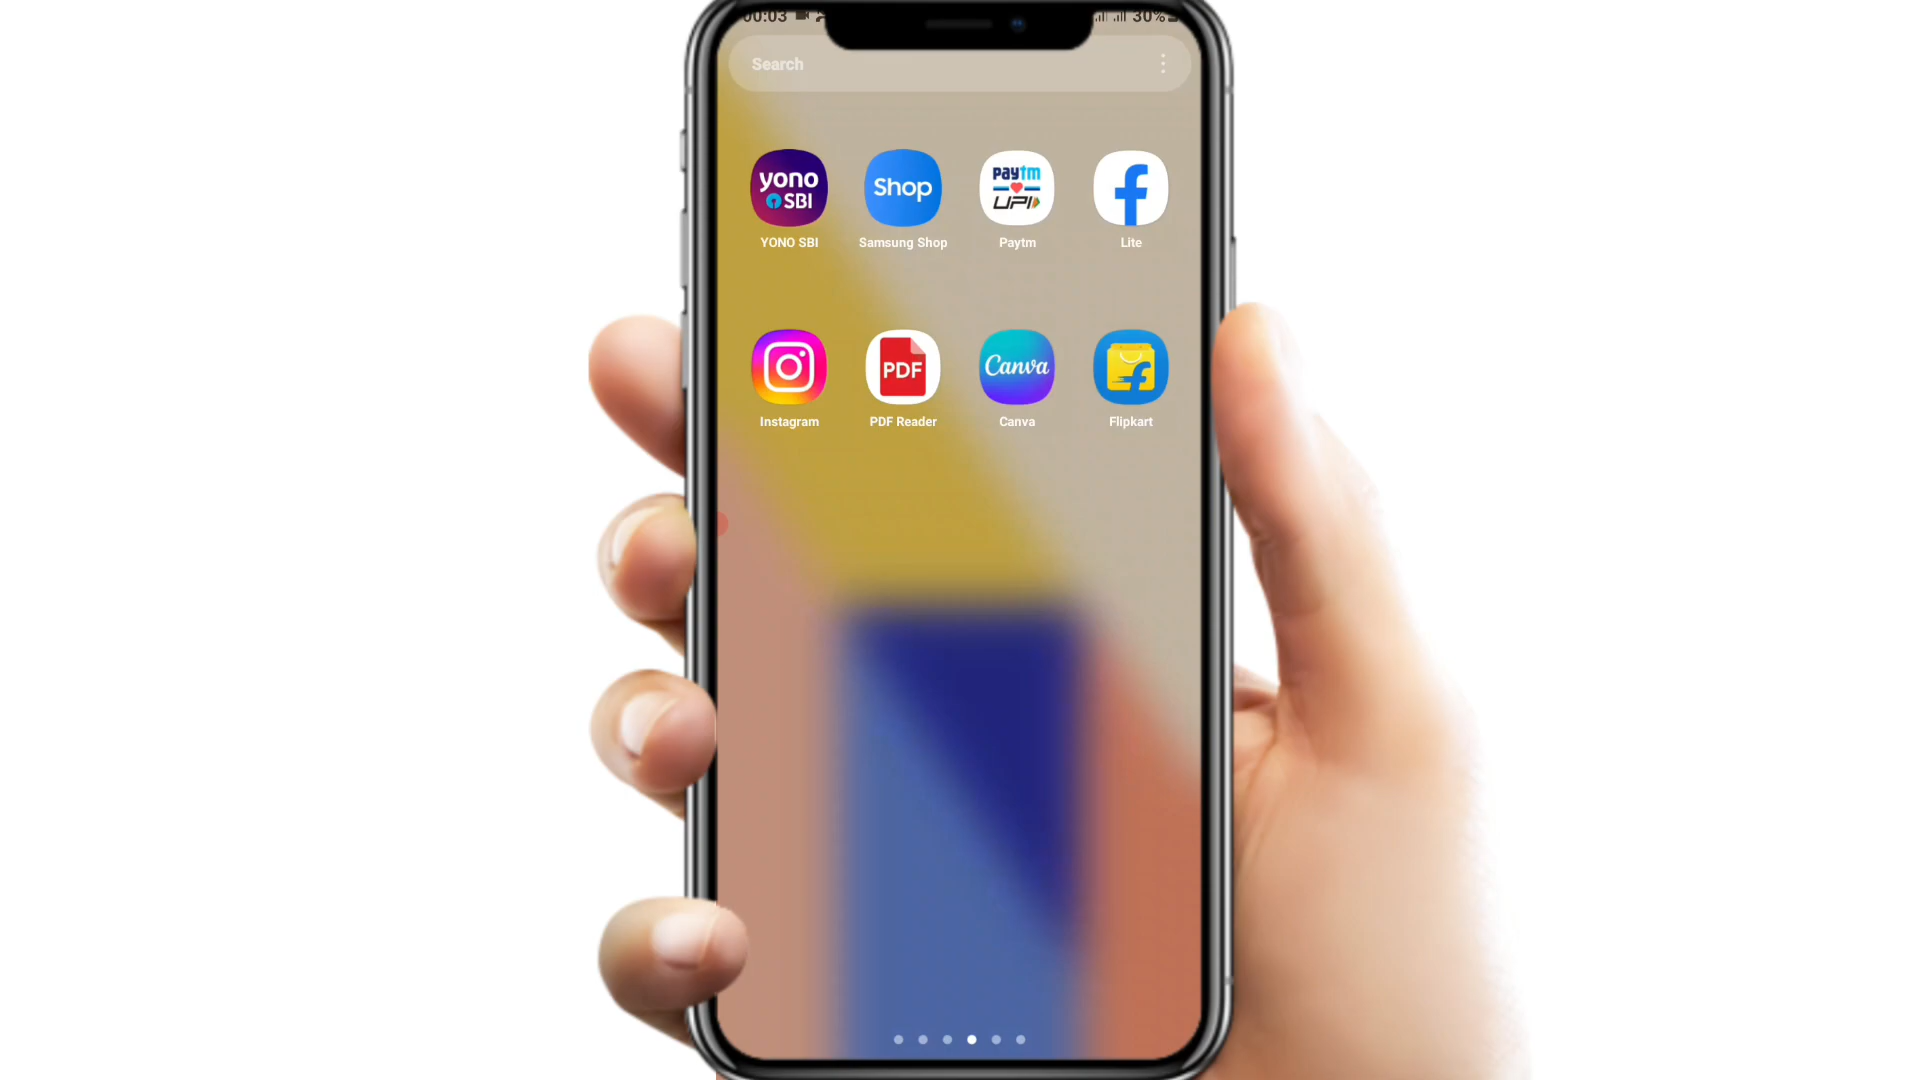 00:03
30%
Search
yono
SBI
Shop
paytm
UPI
f
YONO SBI
Samsung Shop
Paytm
Lite
PDF
Canva
f
Instagram
PDF Reader
Canva
Flipkart